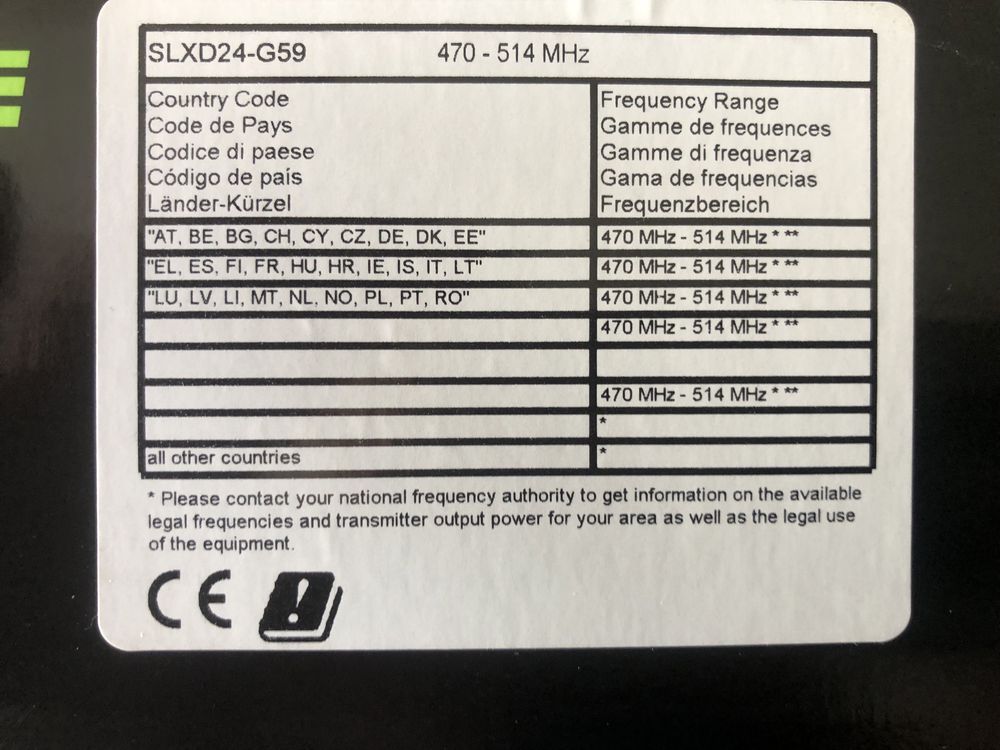 SLXD24-G59 470 - 514 MHz
Country Code
Code de Pays
Codice di paese
Código de país
Länder-Kürzel
Frequency Range
Gamme de frequences
Gamme di frequenza
Gama de frequencias
Frequenzbereich
"AT, BE, BG, CH, CY, CZ, DE, DK, EE" 470 MHz - 514 MHz * **
"EL, ES, FI, FR, HU, HR, IE, IS, IT, LT" 470 MHz - 514 MHz * **
"LU, LV, LI, MT, NL, NO, PL, PT, RO" 470 MHz - 514 MHz * **
470 MHz - 514 MHz * **
470 MHz - 514 MHz * **
*
all other countries *
* Please contact your national frequency authority to get information on the available
legal frequencies and transmitter output power for your area as well as the legal use
of the equipment.
CE